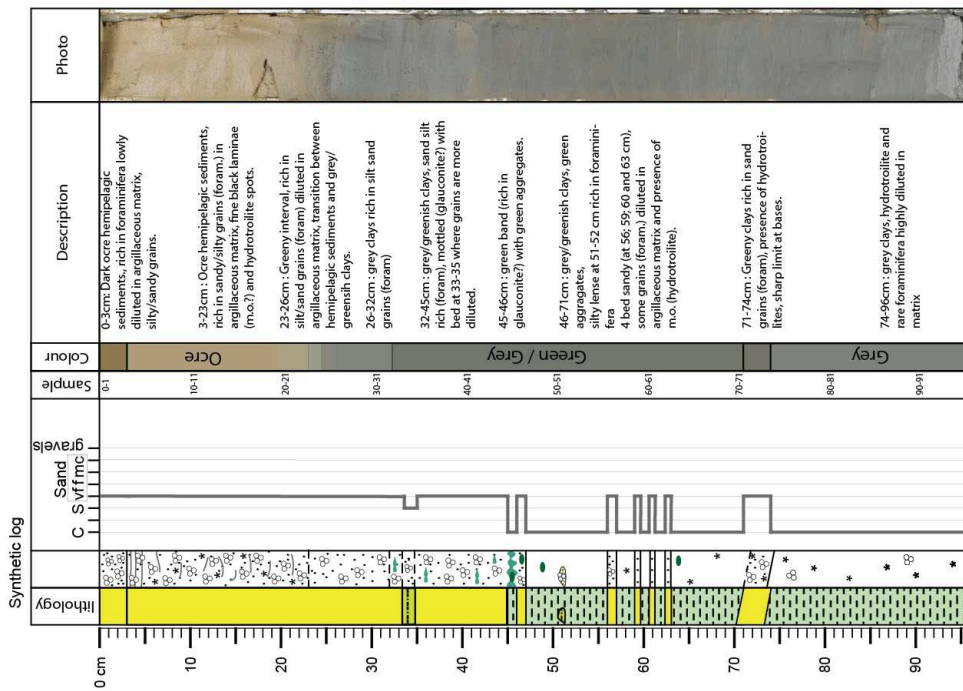 Synthetic log
lithology
C
S
vf
f
m
c
Sand
gravels
Sample
Colour
Description
Photo
0 cm
10
20
30
40
50
60
70
80
90
0-1
10-11
20-21
30-31
40-41
50-51
60-61
70-71
80-81
90-91
Ocre
Green / Grey
Grey
0-3cm: Dark ocre hemipelagic
sediments, rich in foraminifera lowly
diluted in argillaceous matrix,
silty/sandy grains.
3-23cm : Ocre hemipelagic sediments,
rich in sandy/silty grains (foram.) in
argillaceous matrix, fine black laminae
(m.o.?) and hydrotroilite spots.
23-26cm : Greeny interval, rich in
silt/sand grains (foram) diluted in
argillaceous matrix, transition between
hemipelagic sediments and grey/
greensih clays.
26-32cm : grey clays rich in silt sand
grains (foram)
32-45cm : grey/greenish clays, sand silt
rich (foram), mottled (glauconite?) with
bed at 33-35 where grains are more
diluted.
45-46cm : green band (rich in
glauconite?) with green aggregates.
46-71cm : grey/greenish clays, green
aggragates,
silty lense at 51-52 cm rich in foramini-
fera
4 bed sandy (at 56; 59; 60 and 63 cm),
some grains (foram.) diluted in
argillaceous matrix and presence of
m.o. (hydrotroilite).
71-74cm : Greeny clays rich in sand
grains (foram), presence of hydrotroi-
lites, sharp limit at bases.
74-96cm : grey clays, hydrotroilite and
rare foraminifera highly diluted in
matrix